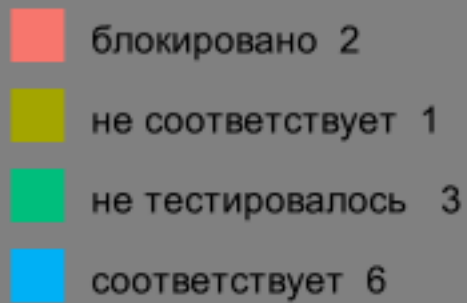 блокировано 2
не соответствует 1
не тестировалось 3
соответствует 6